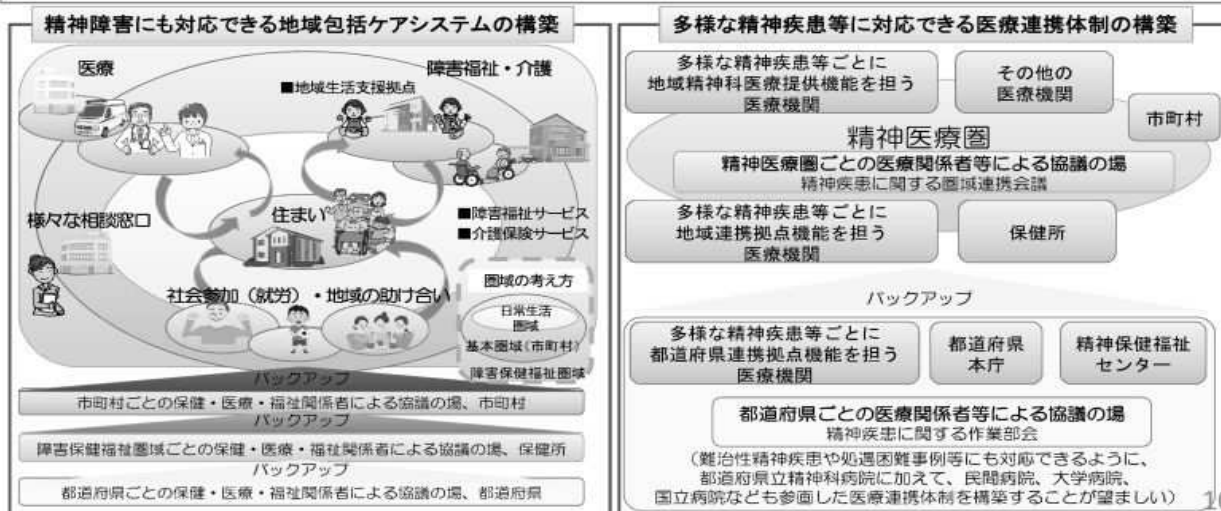 精神障害にも対応できる地域包括ケアシステムの構築
医療
障害福祉・介護
■地域生活支援拠点
様々な相談窓口
住まい
■障害福祉サービス
■介護保険サービス
社会参加（就労）・地域の助け合い
圏域の考え方
日常生活
圏域
基本圏域（市町村）
障害保健福祉圏域
バックアップ
市町村ごとの保健・医療・福祉関係者による協議の場、市町村
バックアップ
障害保健福祉圏域ごとの保健・医療・福祉関係者による協議の場、保健所
バックアップ
都道府県ごとの保健・医療・福祉関係者による協議の場、都道府県
多様な精神疾患等に対応できる医療連携体制の構築
多様な精神疾患等ごとに
地域精神科医療提供機能を担う
医療機関
その他の
医療機関
市町村
精神医療圏
精神医療圏ごとの医療関係者等による協議の場
精神疾患に関する圏域連携会議
多様な精神疾患等ごとに
地域連携拠点機能を担う
医療機関
保健所
バックアップ
多様な精神疾患等ごとに
都道府県連携拠点機能を担う
医療機関
都道府県
本庁
精神保健福祉
センター
都道府県ごとの医療関係者等による協議の場
精神疾患に関する作業部会
（難治性精神疾患や処遇困難事例等にも対応できるように、
都道府県立精神科病院に加えて、民間病院、大学病院、
国立病院なども参画した医療連携体制を構築することが望ましい）